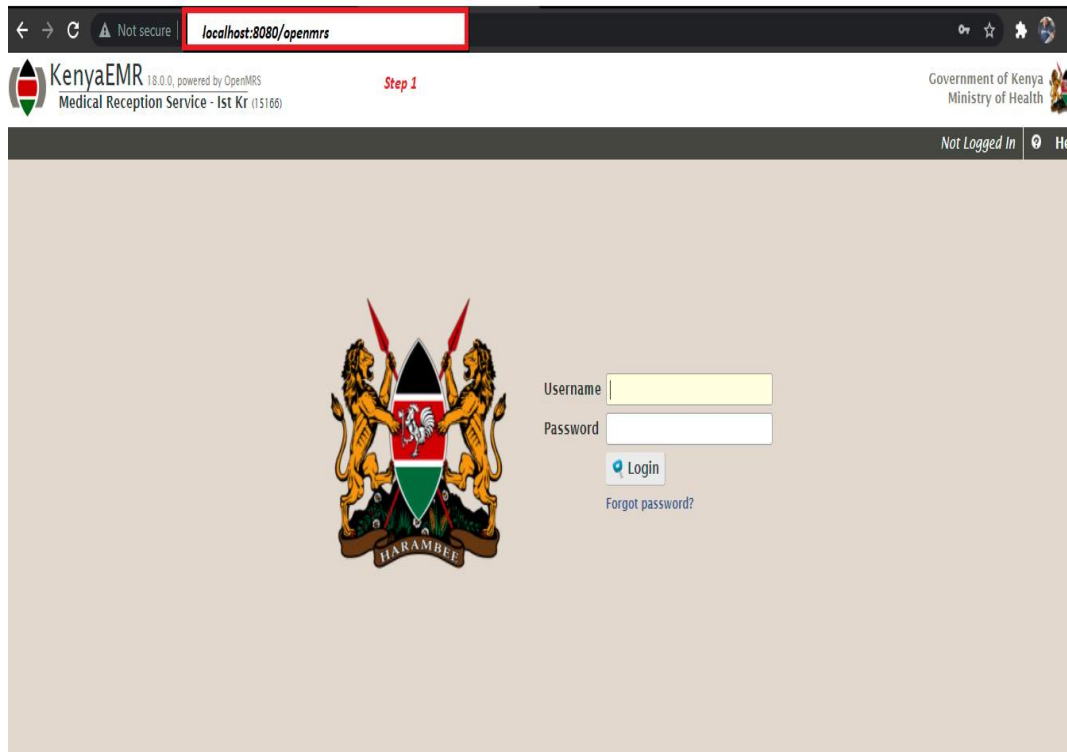 Not secure
localhost:8080/openmrs
KenyaEMR 18.0.0, powered by OpenMRS
Medical Reception Service - Ist Kr (15166)
Step 1
Government of Kenya
Ministry of Health
Not Logged In
He
Username
Password
Login
Forgot password?
HARAMBEE